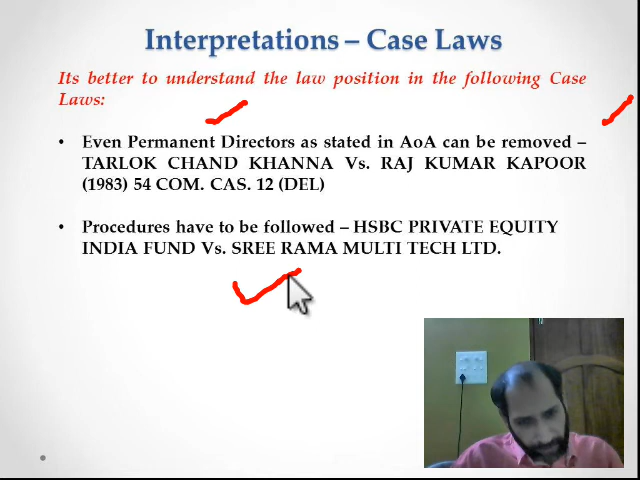 Interpretations – Case Laws
Its better to understand the law position in the following Case
Laws:
• Even Permanent Directors as stated in AoA can be removed –
TARLOK CHAND KHANNA Vs. RAJ KUMAR KAPOOR
(1983) 54 COM. CAS. 12 (DEL)
• Procedures have to be followed – HSBC PRIVATE EQUITY
INDIA FUND Vs. SREE RAMA MULTI TECH LTD.